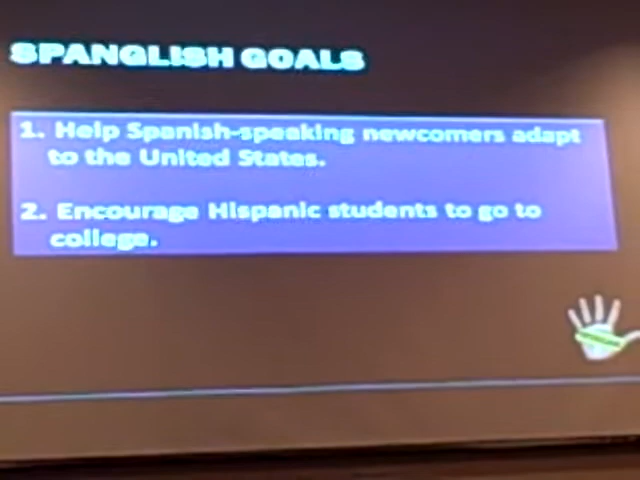 SPANGLISH GOALS
1. Help Spanish-speaking newcomers adapt
to the United States.
2. Encourage Hispanic students to go to
college.